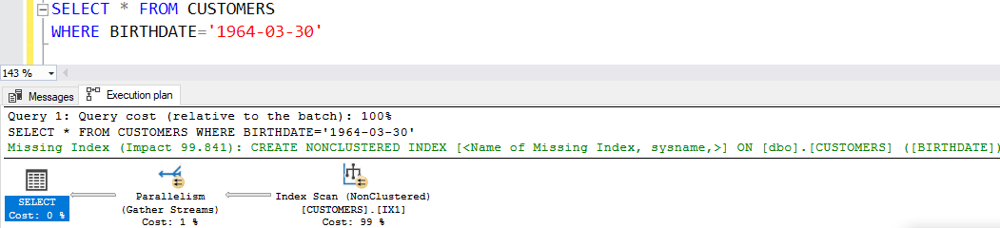 SELECT * FROM CUSTOMERS
WHERE BIRTHDATE='1964-03-30'
143 %
Messages Execution plan
Query 1: Query cost (relative to the batch): 100%
SELECT * FROM CUSTOMERS WHERE BIRTHDATE='1964-03-30'
Missing Index (Impact 99.841): CREATE NONCLUSTERED INDEX [<Name of Missing Index, sysname,>] ON [dbo].[CUSTOMERS] ([BIRTHDATE])
SELECT
Cost: 0 %
Parallelism
(Gather Streams)
Cost: 1 %
Index Scan (NonClustered)
[CUSTOMERS].[IX1]
Cost: 99 %